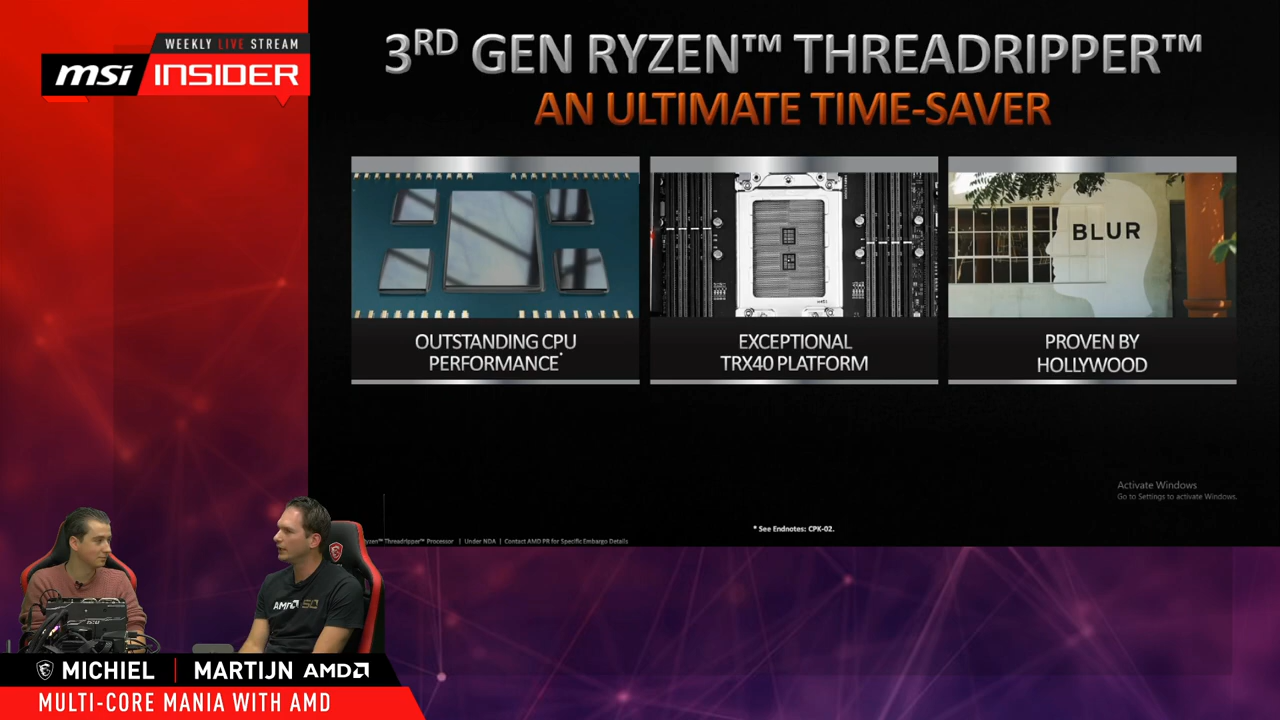 WEEKLY LIVE STREAM
msi INSIDER
3RD GEN RYZEN™ THREADRIPPER™
AN ULTIMATE TIME-SAVER
BLUR
OUTSTANDING CPU
PERFORMANCE*
EXCEPTIONAL
TRX40 PLATFORM
PROVEN BY
HOLLYWOOD
Activate Windows
Go to Settings to activate Windows.
* See Endnotes: CPK-02.
Threadripper™ Processor | Under NDA | Contact AMD PR for Specific Embargo Details
AMD 50
MICHIEL | MARTIJN AMD
MULTI-CORE MANIA WITH AMD